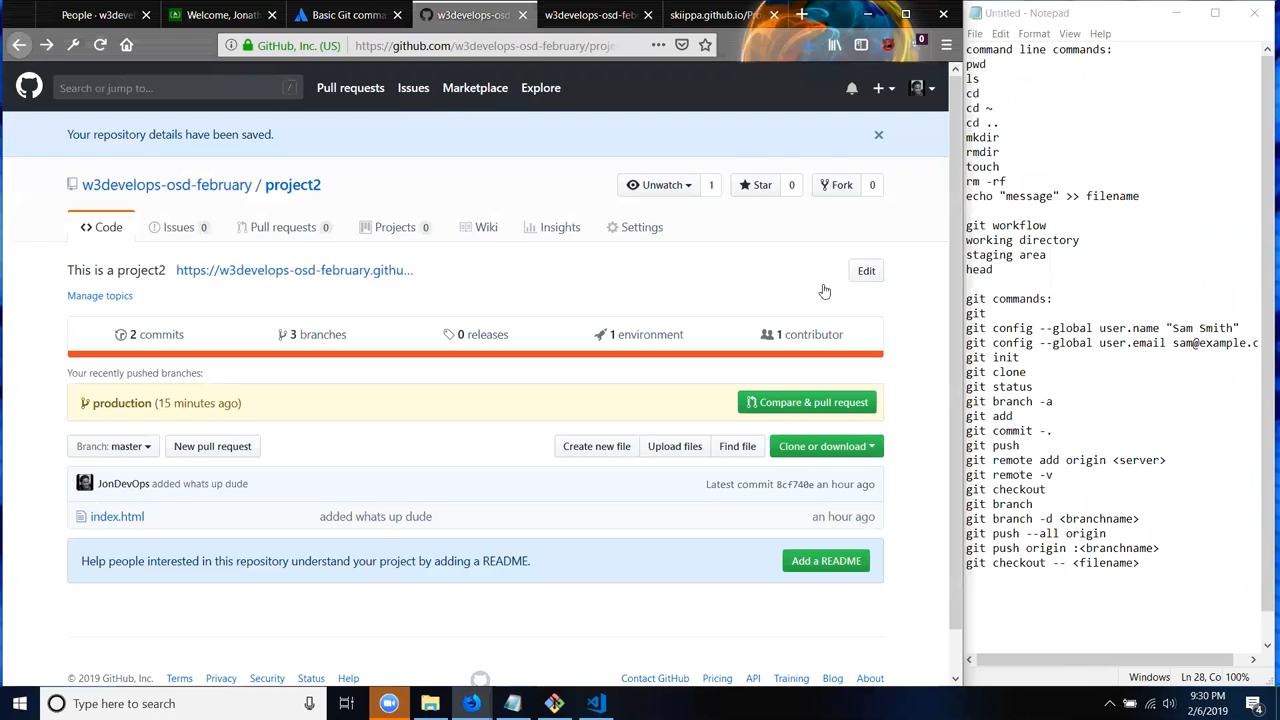 People - w3develops
Welcome, Jonat
Git Comma
w3develops-osd
w3develops-osd-feb
skiippa.github.io/Pr
GitHub, Inc. (US)
https://github.com/w3develops-osd-february/proje
0
Search or jump to...
/
Pull requests
Issues
Marketplace
Explore
Your repository details have been saved.
w3develops-osd-february / project2
Unwatch 1
Star 0
Fork 0
Code
Issues 0
Pull requests 0
Projects 0
Wiki
Insights
Settings
This is a project2 https://w3develops-osd-february.githu...
Edit
Manage topics
2 commits
3 branches
0 releases
1 environment
1 contributor
Your recently pushed branches:
production (15 minutes ago)
Compare & pull request
Branch: master
New pull request
Create new file
Upload files
Find file
Clone or download
JonDevOps added whats up dude
Latest commit 8cf740e an hour ago
index.html
added whats up dude
an hour ago
Help people interested in this repository understand your project by adding a README.
Add a README
© 2019 GitHub, Inc.
Terms
Privacy
Security
Status
Help
Contact GitHub
Pricing
API
Training
Blog
About
Untitled - Notepad
File Edit Format View Help
command line commands:
pwd
ls
cd
cd ~
cd ..
mkdir
rmdir
touch
rm -rf
echo "message" >> filename
git workflow
working directory
staging area
head
git commands:
git
git config --global user.name "Sam Smith"
git config --global user.email sam@example.c
git init
git clone
git status
git branch -a
git add
git commit -.
git push
git remote add origin <server>
git remote -v
git checkout
git branch
git branch -d <branchname>
git push --all origin
git push origin :<branchname>
git checkout -- <filename>
Windows
Ln 28, Col 1
100%
Type here to search
9:30 PM
2/6/2019
4